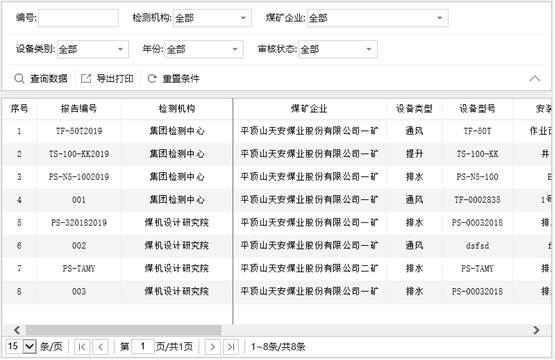 编号: 检测机构: 全部 煤矿企业: 全部
设备类别: 全部 年份: 全部 审核状态: 全部
查询数据 导出打印 重置条件
序号 报告编号 检测机构 煤矿企业 设备类型 设备型号 安装
1 TF-50T2019 集团检测中心 平顶山天安煤业股份有限公司一矿 通风 TF-50T 作业
2 TS-100-KK2019 集团检测中心 平顶山天安煤业股份有限公司一矿 提升 TS-100-KK 井
3 PS-N5-1002019 集团检测中心 平顶山天安煤业股份有限公司一矿 排水 PS-N5-100
4 001 集团检测中心 平顶山天安煤业股份有限公司一矿 通风 TF-0002835 1号
5 PS-320182019 煤机设计研究院 平顶山天安煤业股份有限公司一矿 排水 PS-00032018 排
6 002 煤机设计研究院 平顶山天安煤业股份有限公司一矿 通风 dsfsd f
7 PS-TAMY 煤机设计研究院 平顶山天安煤业股份有限公司二矿 排水 PS-TAMY 排
8 003 煤机设计研究院 平顶山天安煤业股份有限公司一矿 排水 PS-00032018 排
15 条/页 第 1 页/共1页 1~8条/共8条